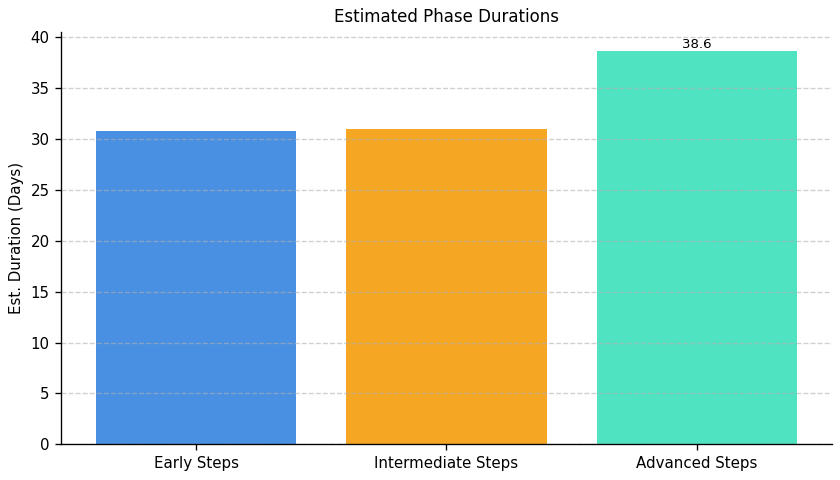 Estimated Phase Durations
Est. Duration (Days)
40
35
30
25
20
15
10
5
0
38.6
Early Steps
Intermediate Steps
Advanced Steps